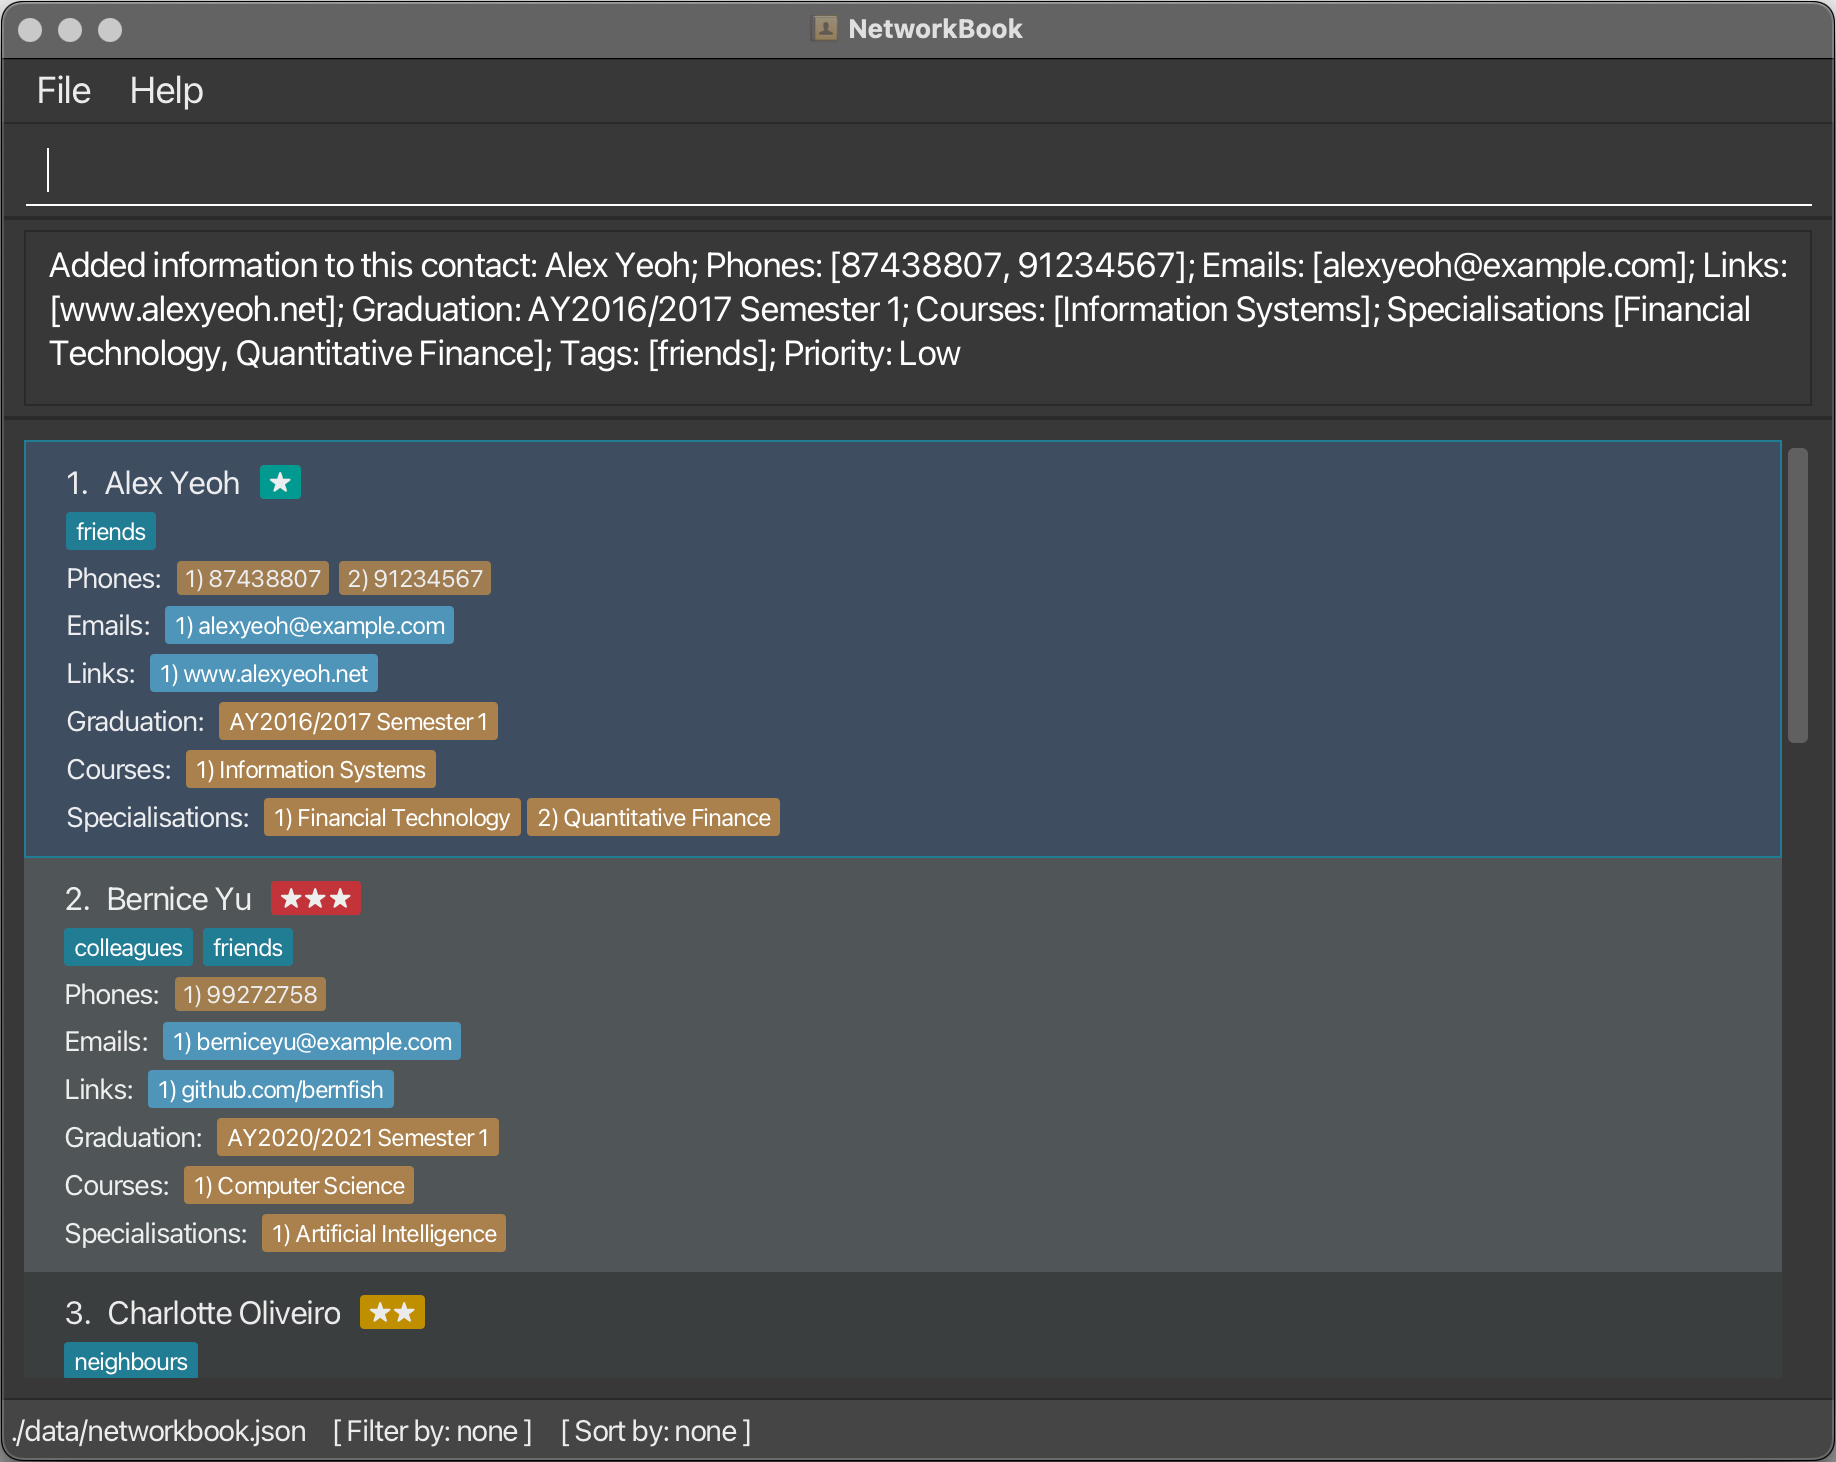 NetworkBook
File Help
Added information to this contact: Alex Yeoh; Phones: [87438807, 91234567]; Emails: [alexyeoh@example.com]; Links:
[www.alexyeoh.net]; Graduation: AY2016/2017 Semester 1; Courses: [Information Systems]; Specialisations [Financial
Technology, Quantitative Finance]; Tags: [friends]; Priority: Low
1. Alex Yeoh ★
friends
Phones: 1) 87438807 2) 91234567
Emails: 1) alexyeoh@example.com
Links: 1) www.alexyeoh.net
Graduation: AY2016/2017 Semester 1
Courses: 1) Information Systems
Specialisations: 1) Financial Technology 2) Quantitative Finance
2. Bernice Yu ★★★
colleagues friends
Phones: 1) 99272758
Emails: 1) berniceyu@example.com
Links: 1) github.com/bernfish
Graduation: AY2020/2021 Semester 1
Courses: 1) Computer Science
Specialisations: 1) Artificial Intelligence
3. Charlotte Oliveiro ★★
neighbours
./data/networkbook.json [ Filter by: none ] [ Sort by: none ]